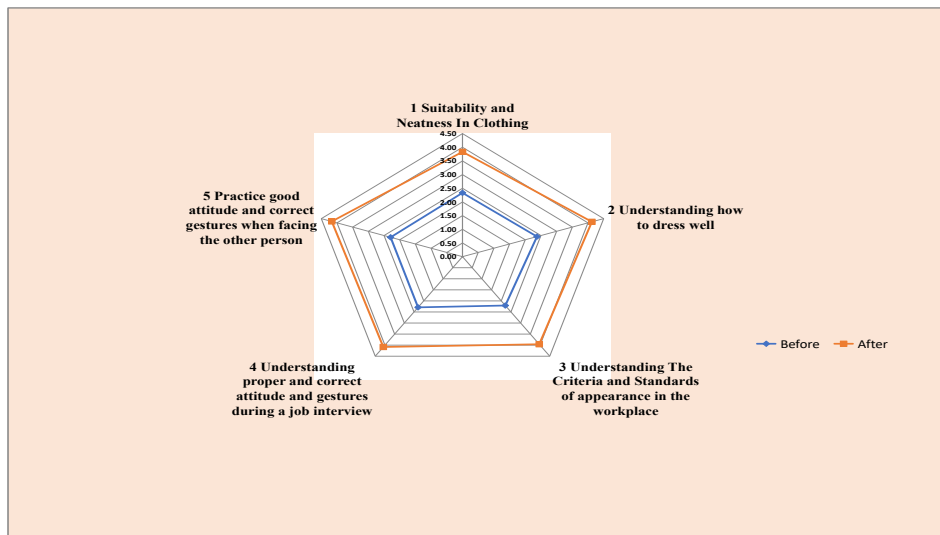 1 Suitability and
Neatness In Clothing
4.50
4.00
3.50
3.00
2.50
2.00
1.50
1.00
0.50
0.00
2 Understanding how
to dress well
3 Understanding The
Criteria and Standards
of appearance in the
workplace
4 Understanding
proper and correct
attitude and gestures
during a job interview
5 Practice good
attitude and correct
gestures when facing
the other person
Before
After